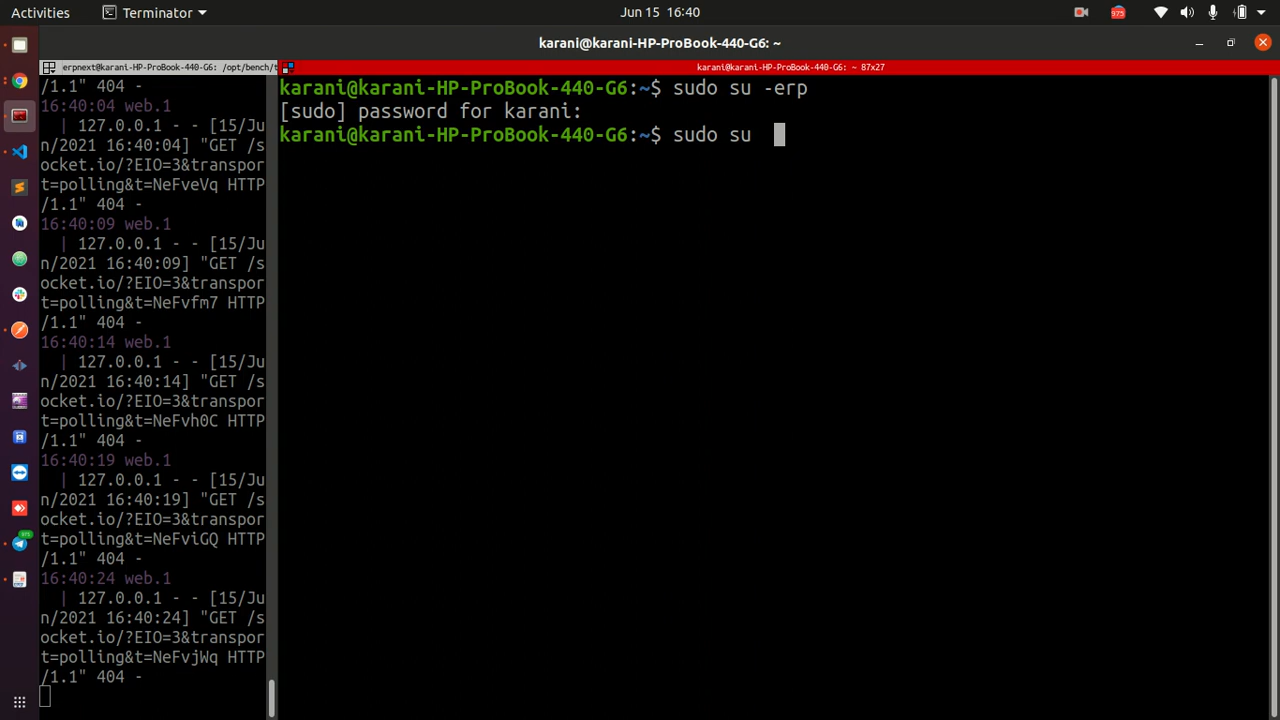 Activities
Terminator
Jun 15 16:40
975
karani@karani-HP-ProBook-440-G6: ~
erpnext@karani-HP-ProBook-440-G6: /opt/bench/
/1.1" 404 -
16:40:04 web.1
| 127.0.0.1 - - [15/Ju
n/2021 16:40:04] "GET /s
ocket.io/?EIO=3&transpor
t=polling&t=NeFveVq HTTP
/1.1" 404 -
16:40:09 web.1
| 127.0.0.1 - - [15/Ju
n/2021 16:40:09] "GET /s
ocket.io/?EIO=3&transpor
t=polling&t=NeFvfm7 HTTP
/1.1" 404 -
16:40:14 web.1
| 127.0.0.1 - - [15/Ju
n/2021 16:40:14] "GET /s
ocket.io/?EIO=3&transpor
t=polling&t=NeFvh0C HTTP
/1.1" 404 -
16:40:19 web.1
| 127.0.0.1 - - [15/Ju
n/2021 16:40:19] "GET /s
ocket.io/?EIO=3&transpor
t=polling&t=NeFviGQ HTTP
/1.1" 404 -
16:40:24 web.1
| 127.0.0.1 - - [15/Ju
n/2021 16:40:24] "GET /s
ocket.io/?EIO=3&transpor
t=polling&t=NeFvjWq HTTP
/1.1" 404 -
karani@karani-HP-ProBook-440-G6: ~ 87x27
karani@karani-HP-ProBook-440-G6:~$ sudo su -erp
[sudo] password for karani:
karani@karani-HP-ProBook-440-G6:~$ sudo su
975